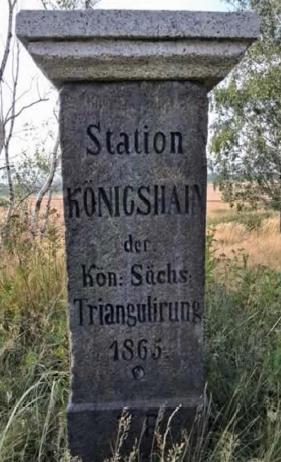 Station
KÖNIGSHAIN
der
Kön: Sächs:
Triangulirung
1865.